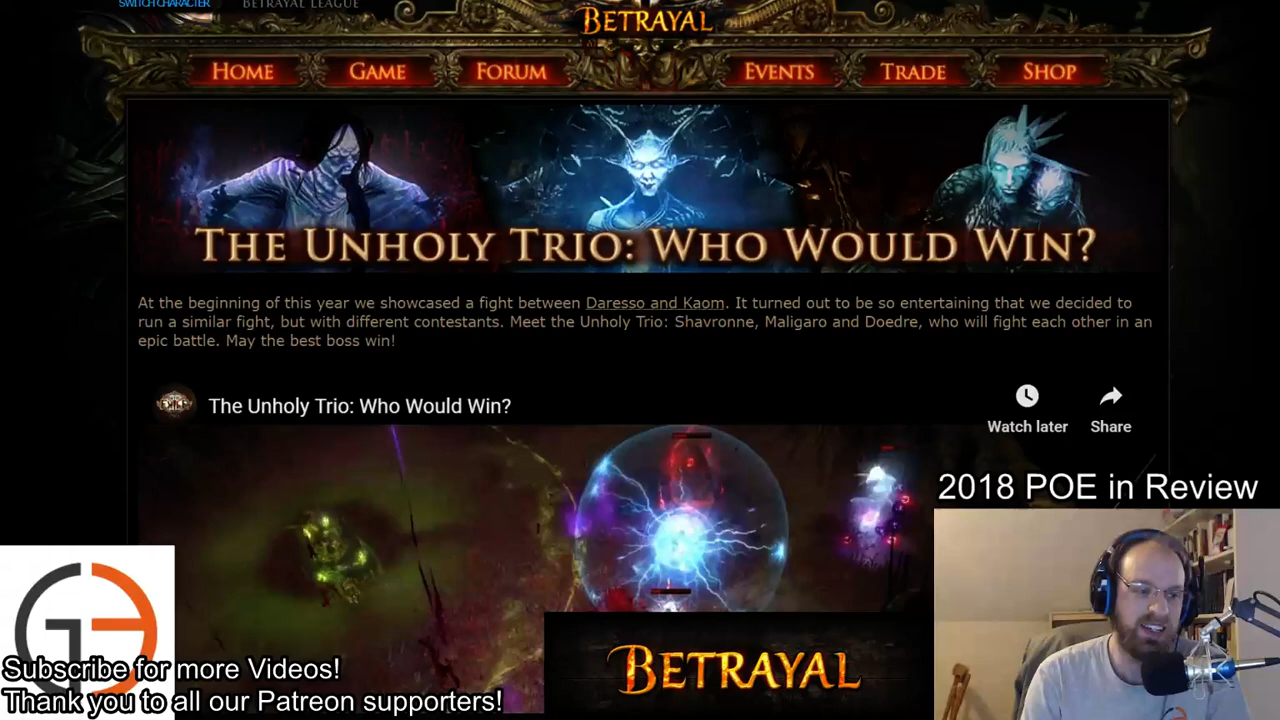 SWITCH CHARACTER
BETRAYAL LEAGUE
BETRAYAL
HOME
GAME
FORUM
EVENTS
TRADE
SHOP
THE UNHOLY TRIO: WHO WOULD WIN?
At the beginning of this year we showcased a fight between Daresso and Kaom. It turned out to be so entertaining that we decided to
run a similar fight, but with different contestants. Meet the Unholy Trio: Shavronne, Maligaro and Doedre, who will fight each other in an
epic battle. May the best boss win!
The Unholy Trio: Who Would Win?
Watch later
Share
2018 POE in Review
Subscribe for more Videos!
Thank you to all our Patreon supporters!
BETRAYAL